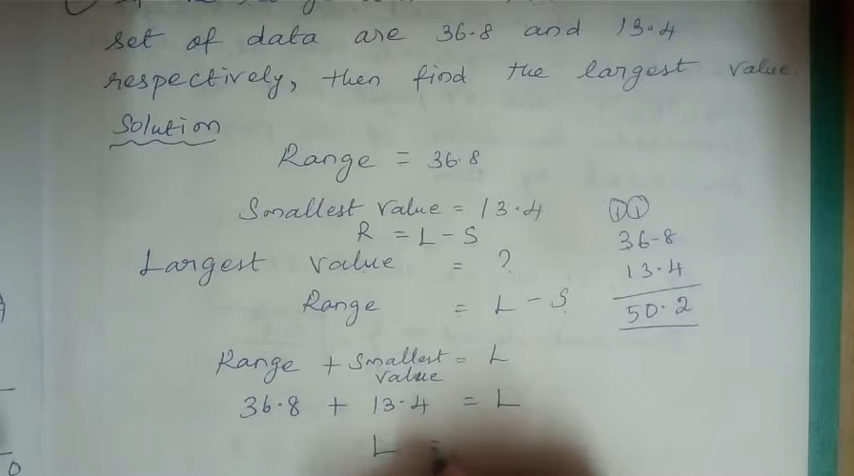 set of data are 36.8 and 13.4
respectively, then find the largest value
Solution
Range = 36.8
Smallest value = 13.4
R = L - S
Largest value = ?
Range = L - S
Range + Smallest value = L
36.8 + 13.4 = L
L =
1 1
36.8
13.4
50.2